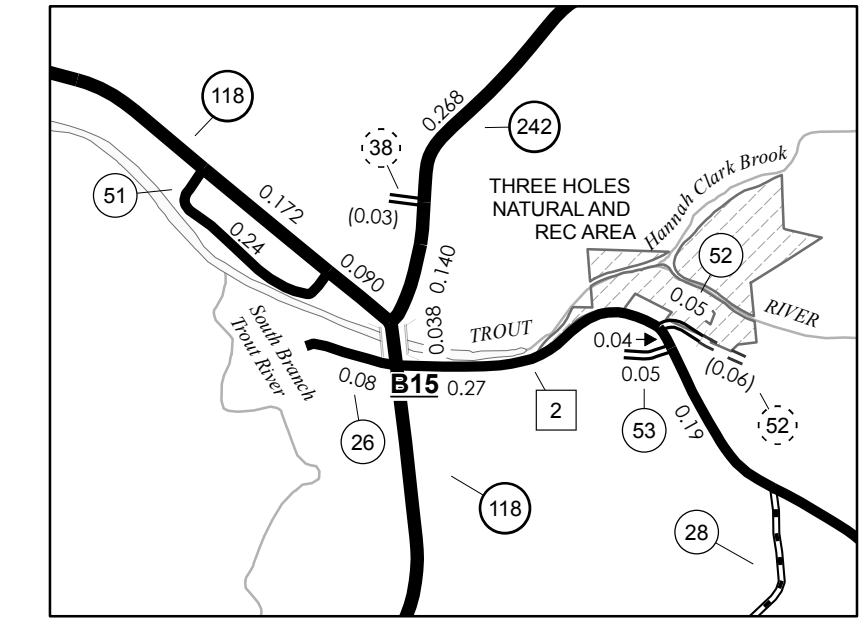 118
0.268
242
38
51
0.172
(0.03)
THREE HOLES
NATURAL AND
REC AREA
Hannah Clark Brook
0.24
0.090
0.140
52
0.05
RIVER
South Branch
Trout River
0.038
TROUT
0.04
0.08
B15
0.27
0.05
(0.06)
2
26
53
0.19
52
118
28